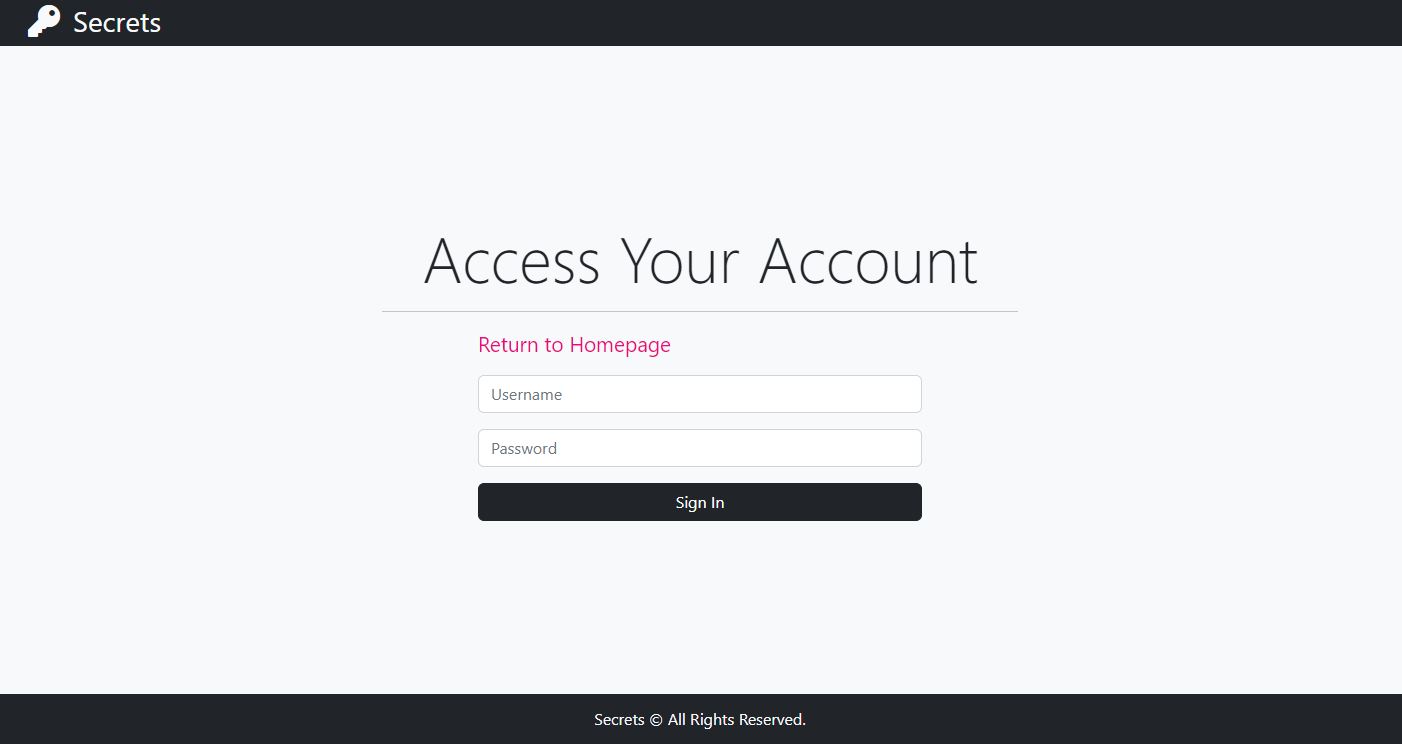 Secrets
Access Your Account
Return to Homepage
Username
Password
Sign In
Secrets © All Rights Reserved.